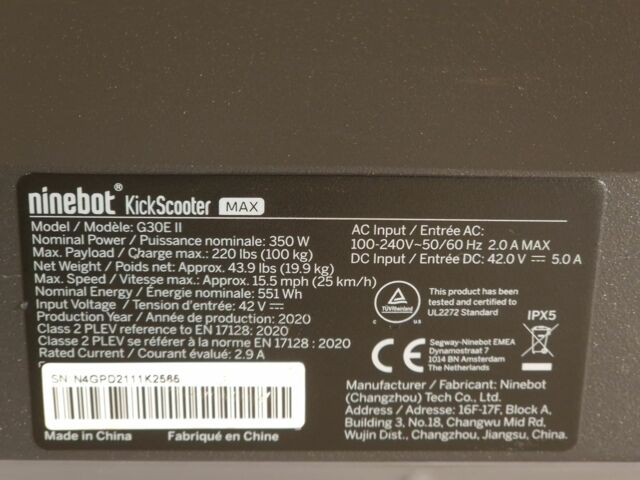 ninebot® KickScooter MAX
Model / Modèle: G30E II
Nominal Power / Puissance nominale: 350 W
Max. Payload / Charge max.: 220 lbs (100 kg)
Net Weight / Poids net: Approx. 43.9 lbs (19.9 kg)
Max. Speed / Vitesse max.: Approx. 15.5 mph (25 km/h)
Nominal Energy / Énergie nominale: 551 Wh
Input Voltage / Tension d'entrée: 42 V
Production Year / Année de production: 2020
Class 2 PLEV reference to EN 17128: 2020
Classe 2 PLEV se référer à la norme EN 17128 : 2020
Rated Current / Courant évalué: 2.9 A
SN: N4GPD2111K2566
Made in China Fabriqué en Chine
AC Input / Entrée AC:
100-240V~50/60 Hz 2.0 A MAX
DC Input / Entrée DC: 42.0 V 5.0 A
TÜVRheinland
CERTIFIED
This product has been
tested and certified to
UL2272 Standard
IPX5
CE
Segway-Ninebot EMEA
Dynamostraat 7
1014 BN Amsterdam
Manufacturer / Fabricant: Ninebot
(Changzhou) Tech Co., Ltd.
Address / Adresse: 16F-17F, Block A,
Building 3, No.18, Changwu Mid Rd,
Wujin Dist., Changzhou, Jiangsu, China.